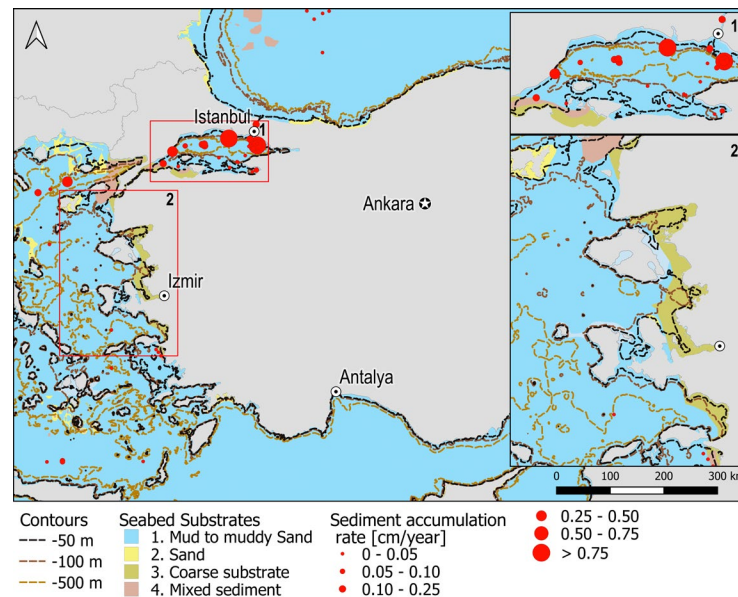 1
Istanbul
1
2
2
Ankara
Izmir
Antalya
0 100 200 300 km
Contours
-50 m
-100 m
-500 m
Seabed Substrates
1. Mud to muddy Sand
2. Sand
3. Coarse substrate
4. Mixed sediment
Sediment accumulation
rate [cm/year]
0 - 0.05
0.05 - 0.10
0.10 - 0.25
0.25 - 0.50
0.50 - 0.75
> 0.75